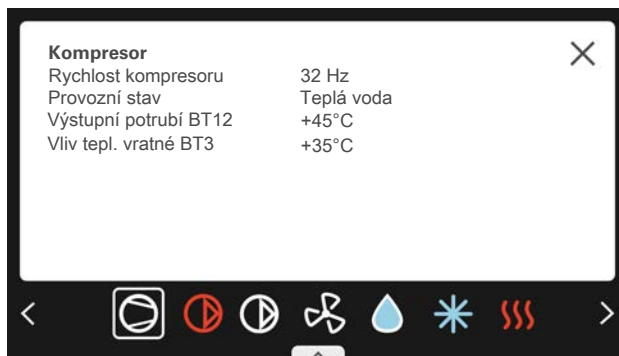 Kompresor
Rychlost kompresoru 32 Hz
Provozní stav Teplá voda
Výstupní potrubí BT12 +45°C
Vliv tepl. vratné BT3 +35°C